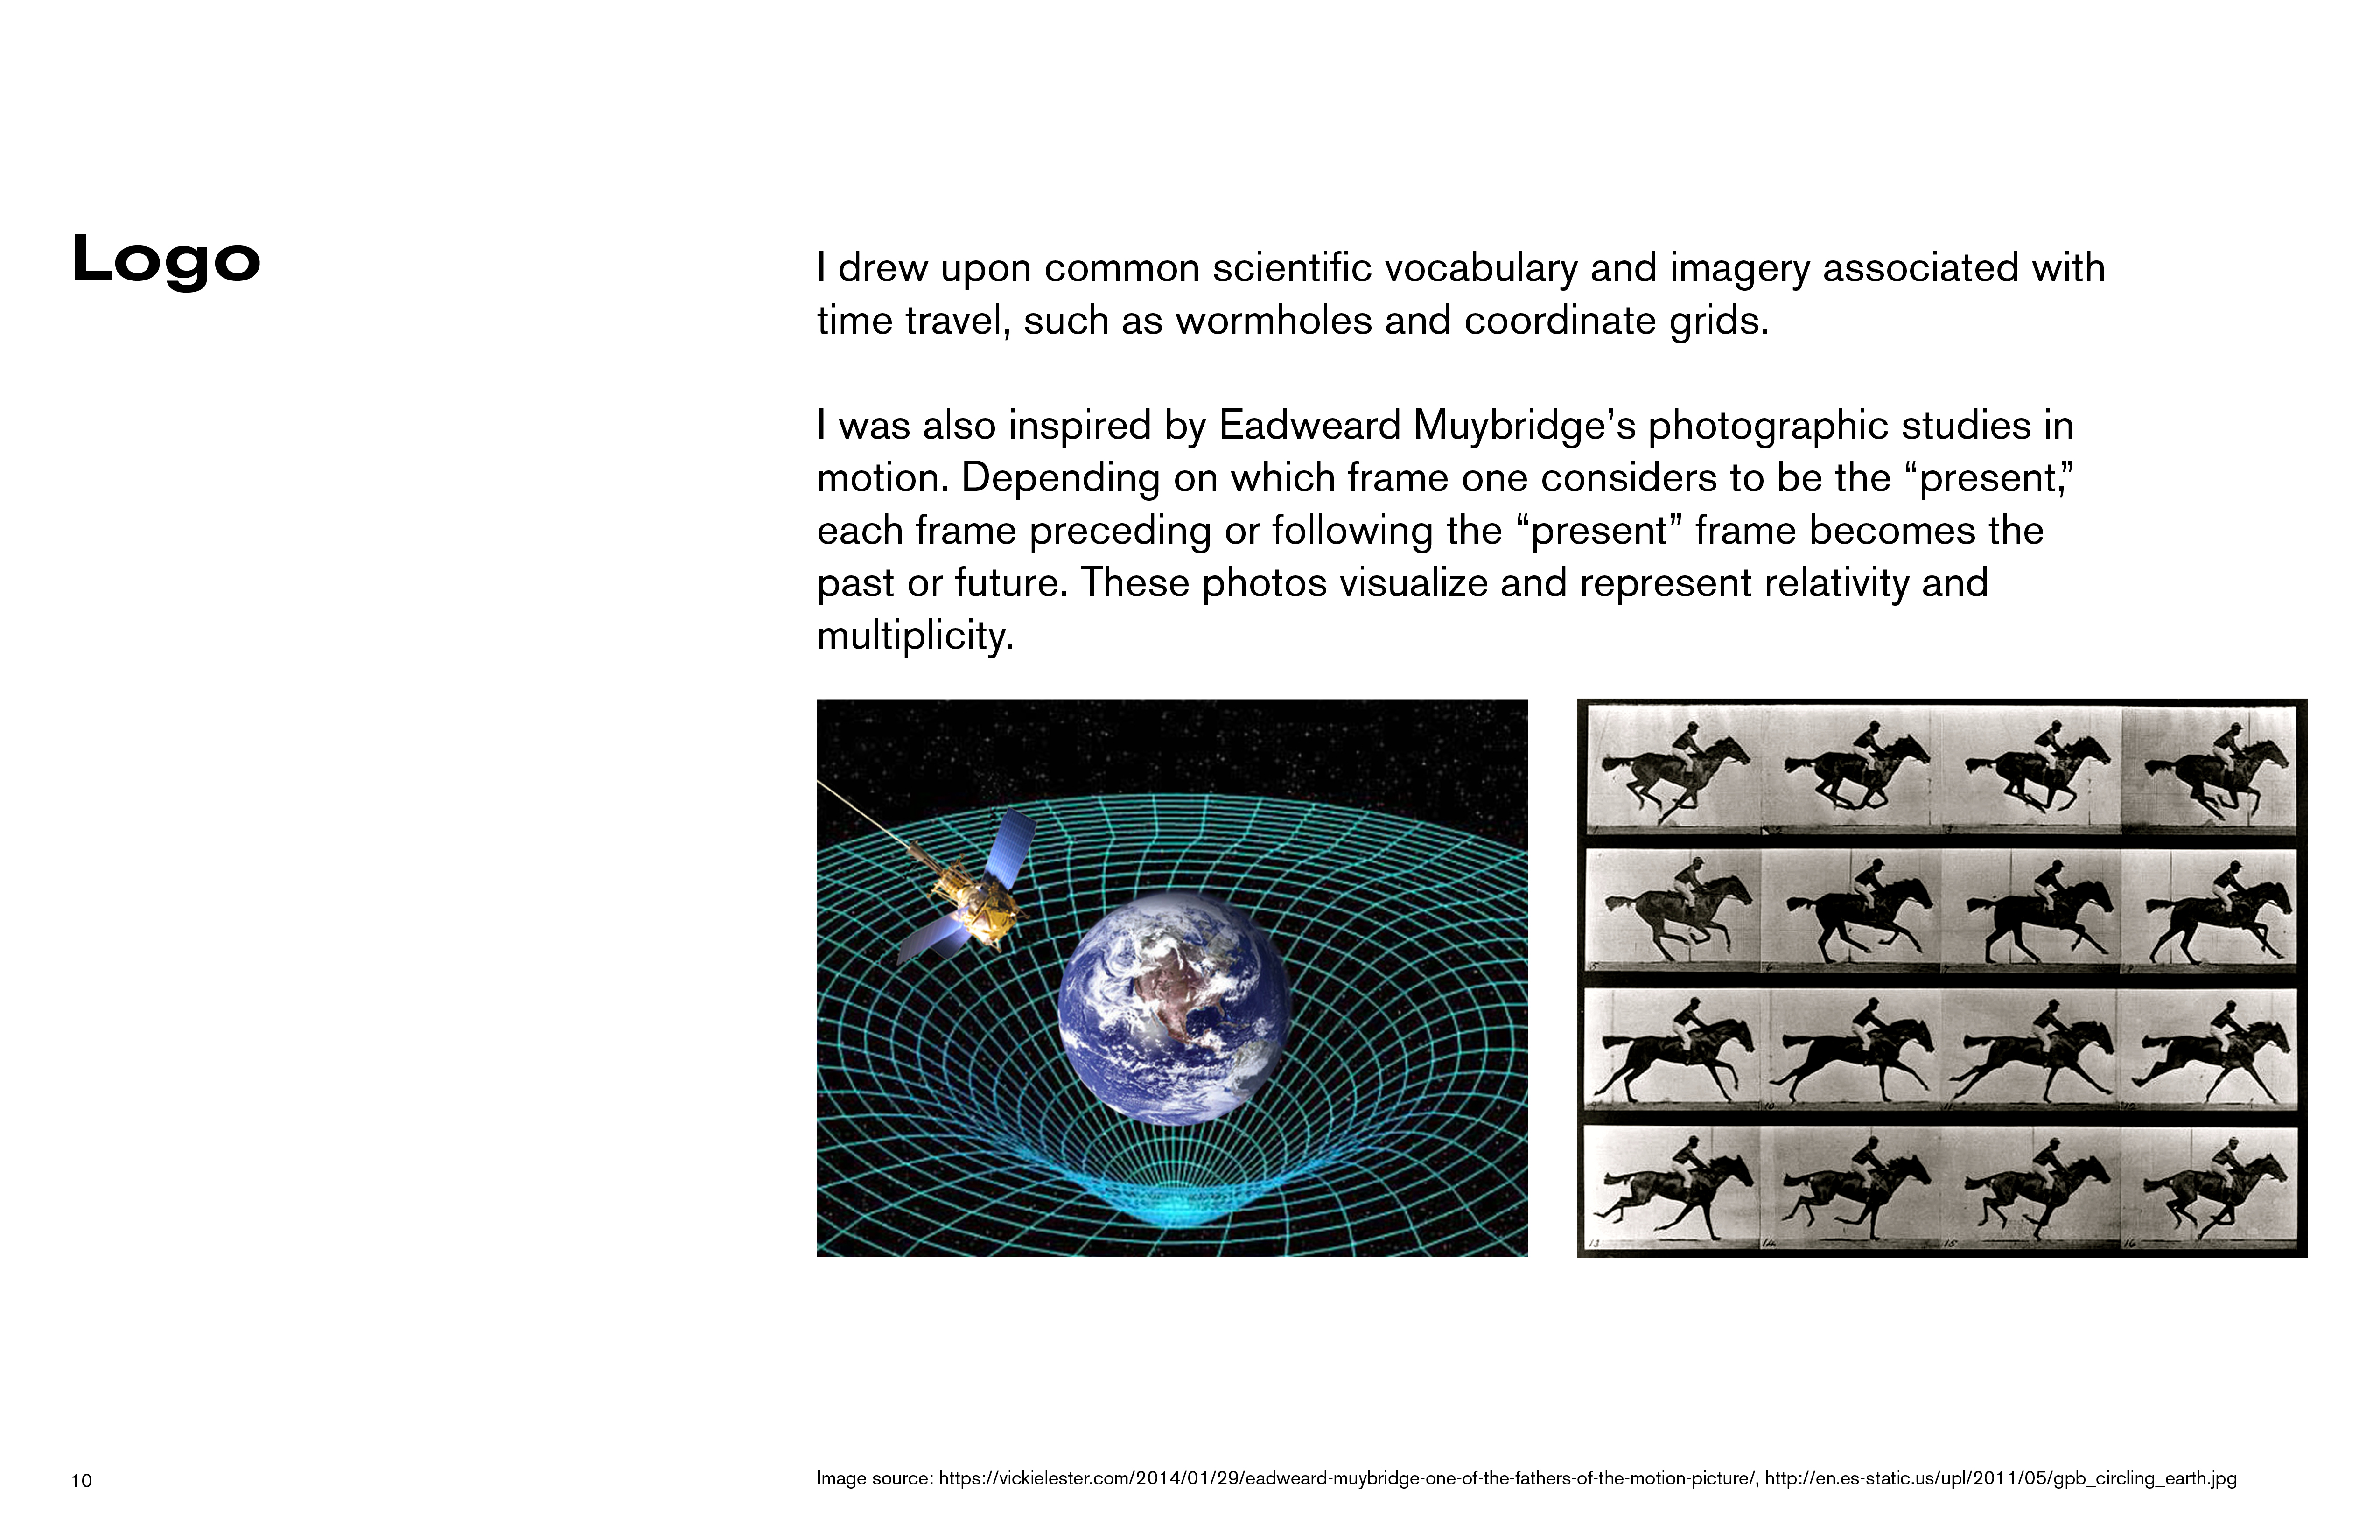 Logo
I drew upon common scientific vocabulary and imagery associated with
time travel, such as wormholes and coordinate grids.
I was also inspired by Eadweard Muybridge’s photographic studies in
motion. Depending on which frame one considers to be the “present,”
each frame preceding or following the “present” frame becomes the
past or future. These photos visualize and represent relativity and
multiplicity.
13 14 15 16
10
Image source: https://vickielester.com/2014/01/29/eadweard-muybridge-one-of-the-fathers-of-the-motion-picture/, http://en.es-static.us/upl/2011/05/gpb_circling_earth.jpg